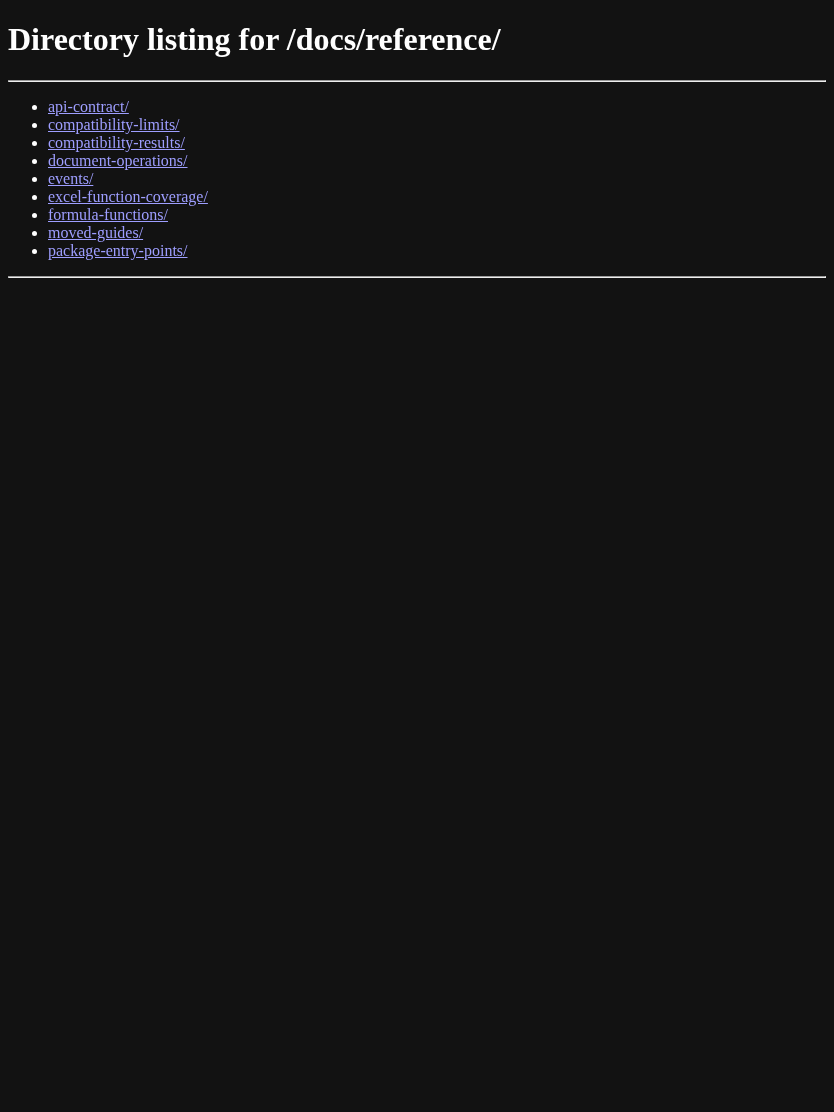 Directory listing for /docs/reference/
api-contract/
compatibility-limits/
compatibility-results/
document-operations/
events/
excel-function-coverage/
formula-functions/
moved-guides/
package-entry-points/